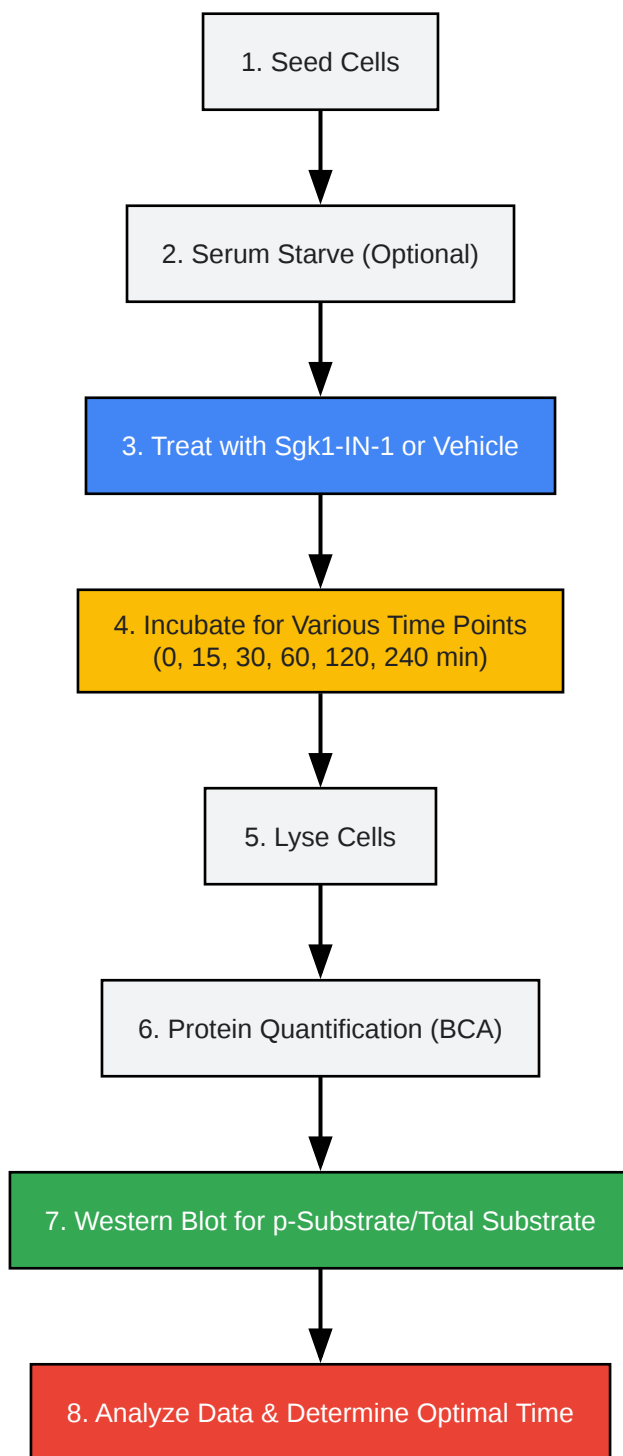 1. Seed Cells
2. Serum Starve (Optional)
3. Treat with Sgk1-IN-1 or Vehicle
4. Incubate for Various Time Points
(0, 15, 30, 60, 120, 240 min)
5. Lyse Cells
6. Protein Quantification (BCA)
7. Western Blot for p-Substrate/Total Substrate
8. Analyze Data & Determine Optimal Time